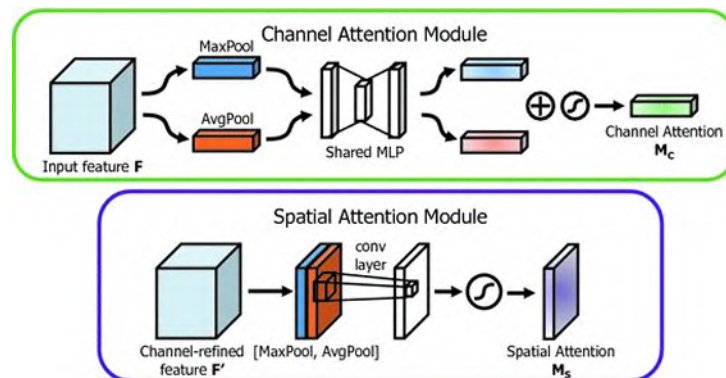 Channel Attention Module
MaxPool
AvgPool
Input feature F
Shared MLP
Channel Attention
Mc
Spatial Attention Module
conv
layer
Channel-refined
feature F'
[MaxPool, AvgPool]
Spatial Attention
Ms